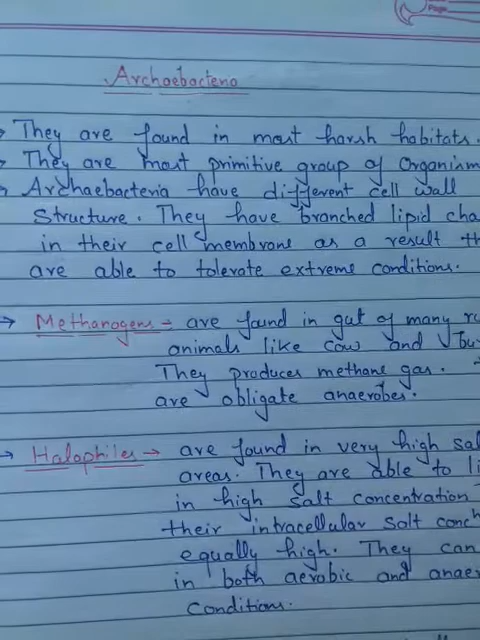 Page
Archaebacteria
→ They are found in most harsh habitats.
→ They are most primitive group of Organism
→ Archaebacteria have different cell wall
structure. They have branched lipid cha
in their cell membrane as a result th
are able to tolerate extreme conditions.
→ Methanogens - are found in gut of many ru
animals like cow and bu
They produces methane gas.
are obligate anaerobes.
→ Halophiles → are found in very high sal
areas. They are able to li
in high salt concentration
their intracellular salt conc
equally high. They can
in both aerobic and anaer
conditions.